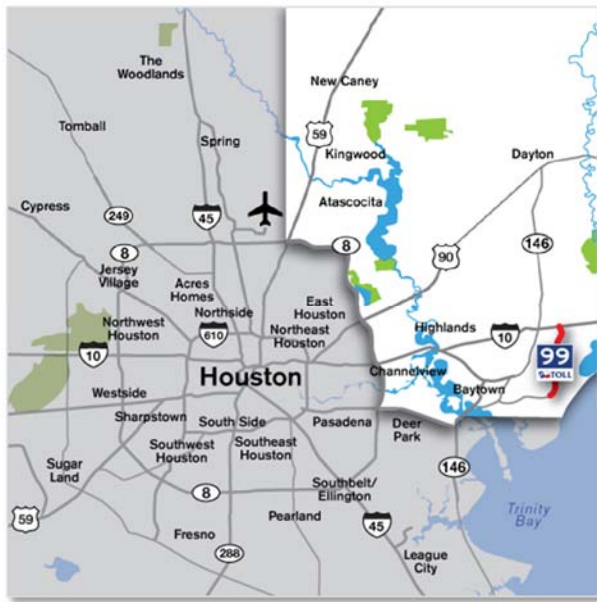 The
Woodlands
New Caney
Tomball
Spring
59
Kingwood
Dayton
Cypress
249
45
Atascocita
8
8
90
146
Jersey
Village
Acres
Homes
Northside
East
Houston
Northwest
Houston
610
Northeast
Houston
Highlands
10
10
99
TOLL
Houston
Channelview
Westside
Baytown
Sharpstown
South Side
Pasadena
Deer
Park
Southwest
Houston
Southeast
Houston
Sugar
Land
8
Southbelt/
Ellington
146
59
Pearland
45
Trinity
Bay
Fresno
288
League
City